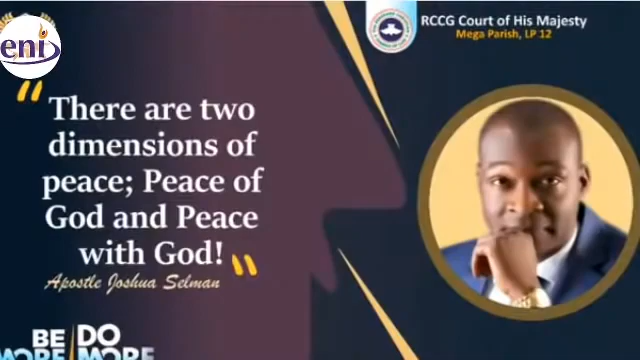 eni
RCCG Court of His Majesty
Mega Parish, LP 12
“
There are two
dimensions of
peace; Peace of
God and Peace
with God!
”
Apostle Joshua Selman
BE DO
MORE MORE